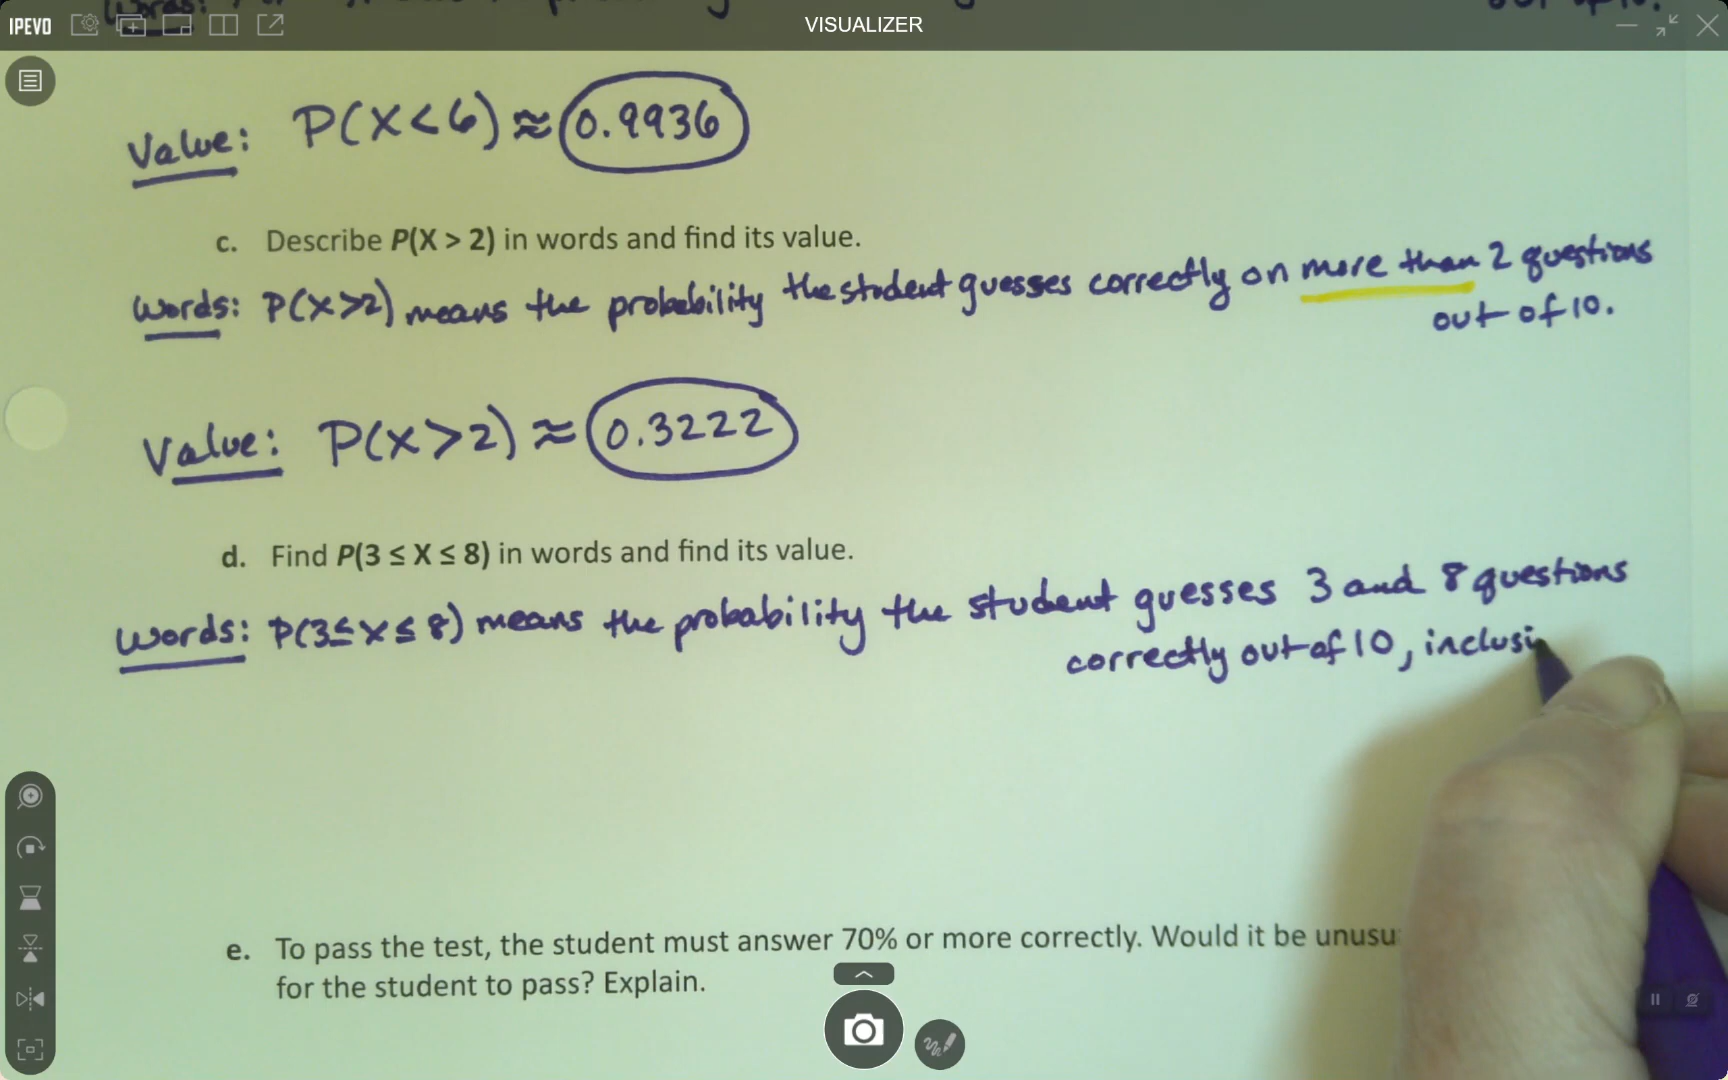 IPEVO
VISUALIZER
out of 10.
Value: P(X<6) ≈ 0.9936
c. Describe P(X > 2) in words and find its value.
Words: P(X>2) means the probability the student guesses correctly on more than 2 questions
out of 10.
Value: P(X>2) ≈ 0.3222
d. Find P(3 ≤ X ≤ 8) in words and find its value.
Words: P(3≤X≤8) means the probability the student guesses 3 and 8 questions
correctly out of 10, inclusi
e. To pass the test, the student must answer 70% or more correctly. Would it be unusu
for the student to pass? Explain.